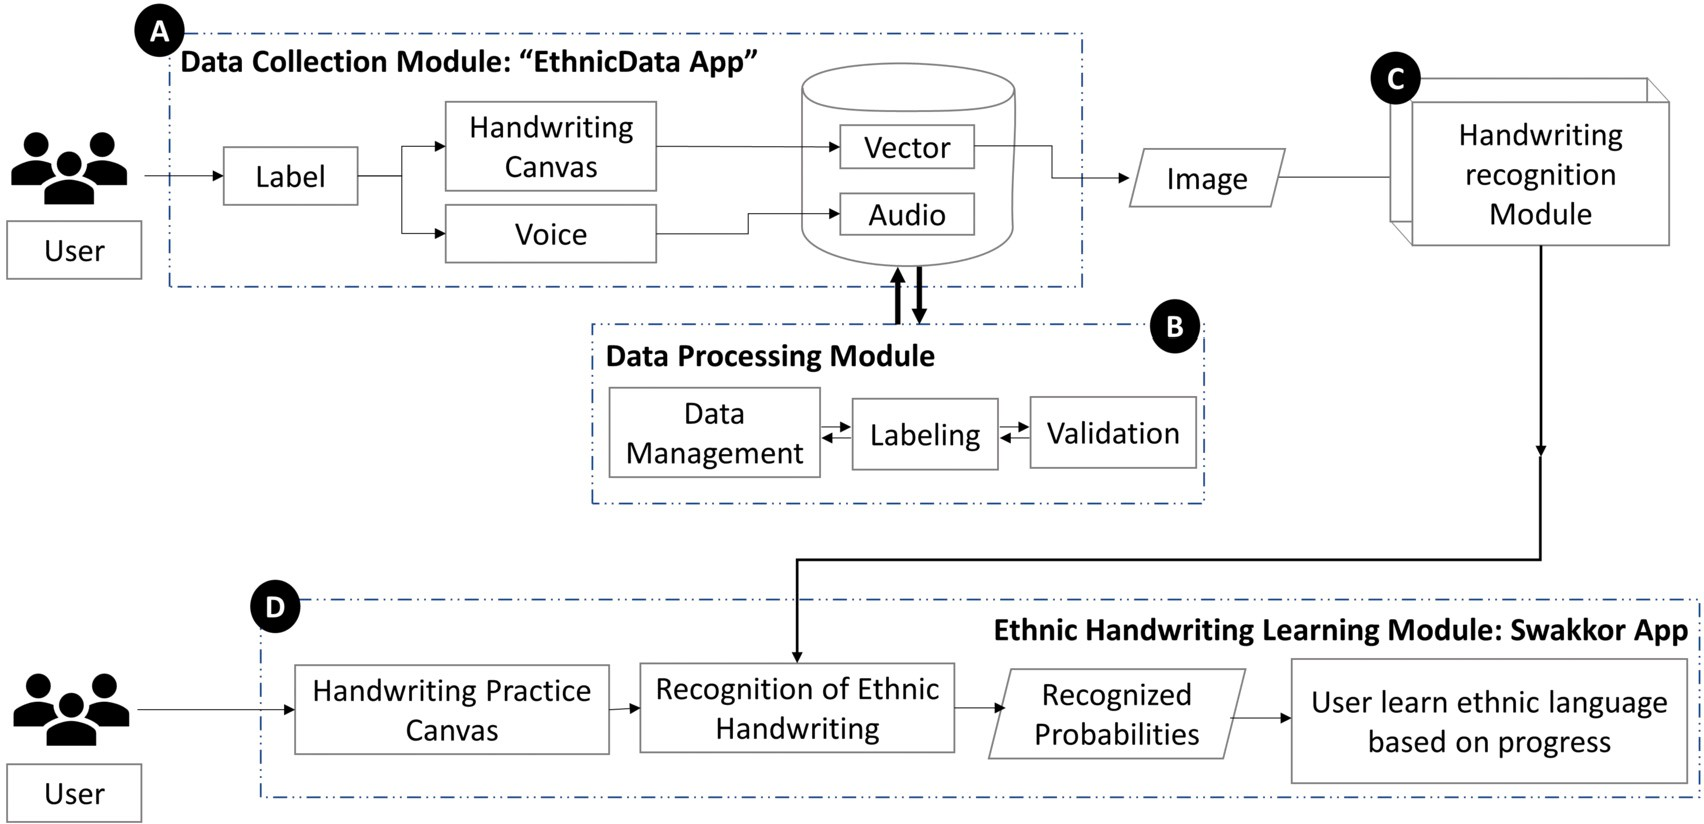 A
Data Collection Module: “EthnicData App”
User
Label
Handwriting
Canvas
Voice
Vector
Audio
Image
C
Handwriting
recognition
Module
B
Data Processing Module
Data
Management
Labeling
Validation
D
Ethnic Handwriting Learning Module: Swakkor App
User
Handwriting Practice
Canvas
Recognition of Ethnic
Handwriting
Recognized
Probabilities
User learn ethnic language
based on progress